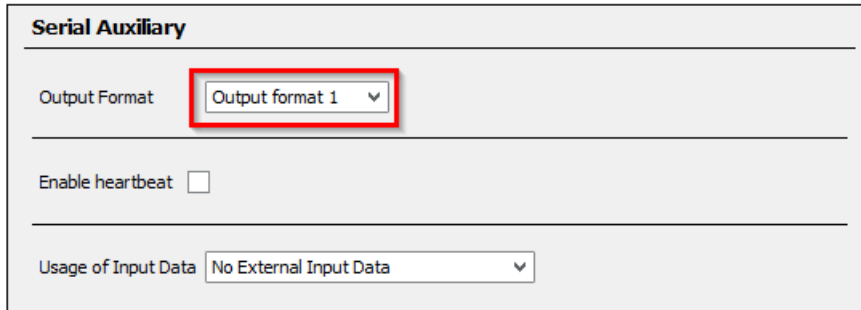 Serial Auxiliary
Output Format Output format 1
Enable heartbeat
Usage of Input Data No External Input Data